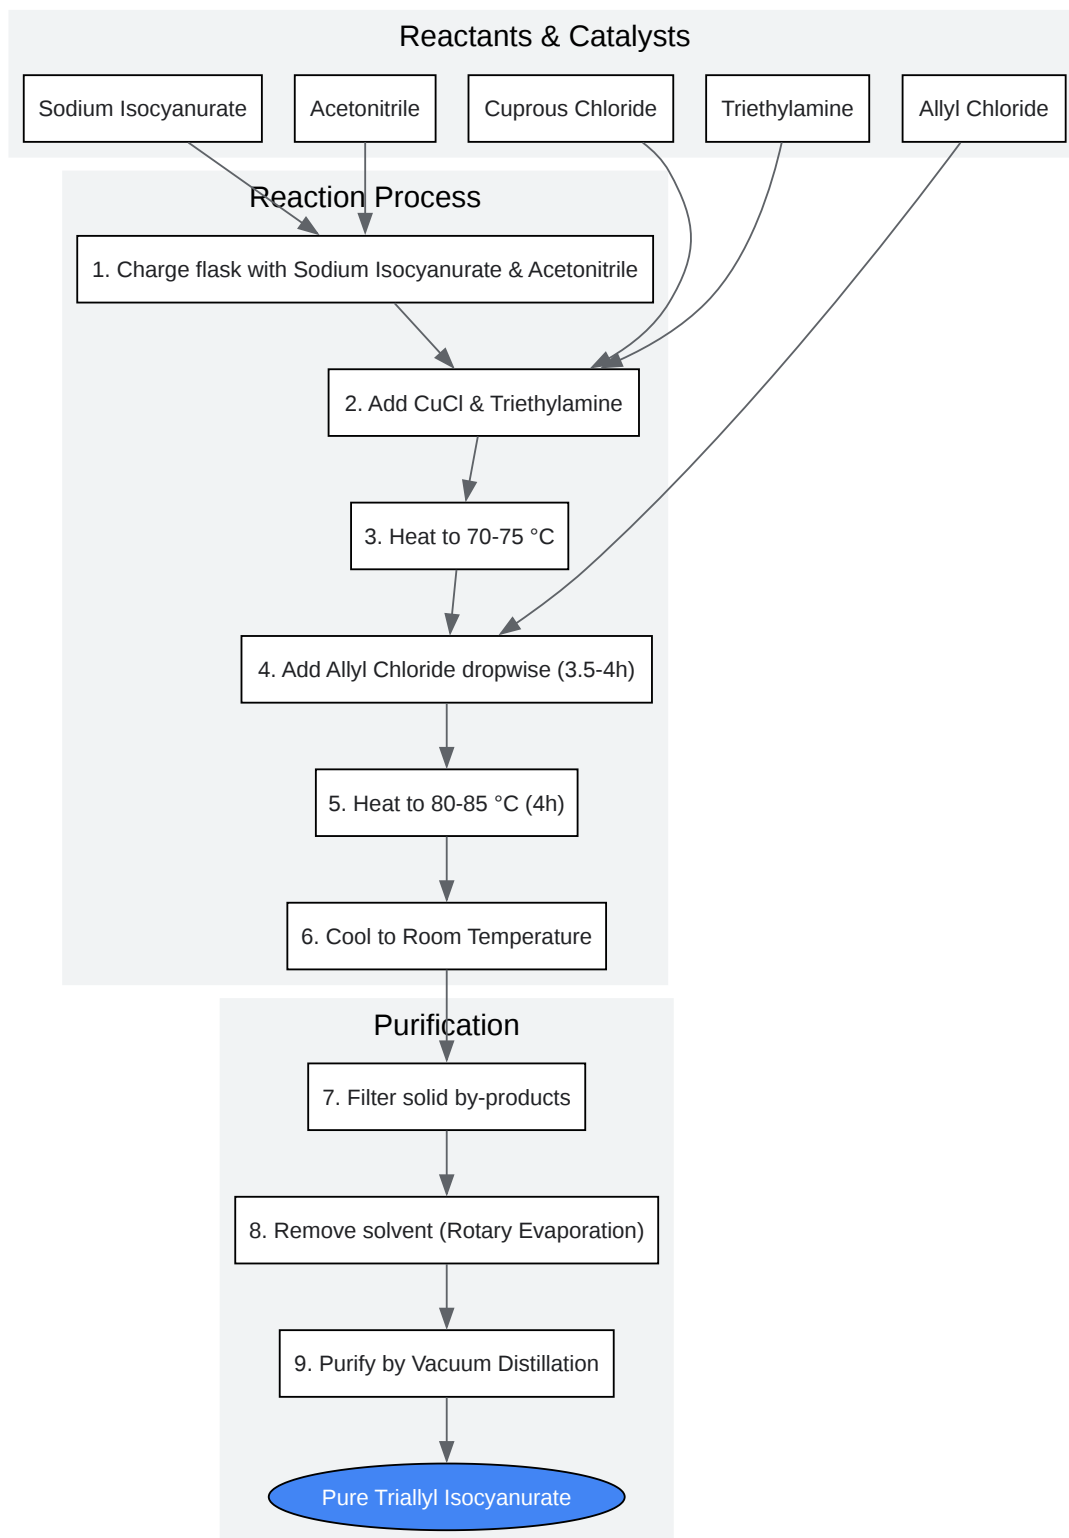 Reactants & Catalysts
Sodium Isocyanurate
Acetonitrile
Cuprous Chloride
Triethylamine
Allyl Chloride
Reaction Process
1. Charge flask with Sodium Isocyanurate & Acetonitrile
2. Add CuCl & Triethylamine
3. Heat to 70-75 °C
4. Add Allyl Chloride dropwise (3.5-4h)
5. Heat to 80-85 °C (4h)
6. Cool to Room Temperature
Purification
7. Filter solid by-products
8. Remove solvent (Rotary Evaporation)
9. Purify by Vacuum Distillation
Pure Triallyl Isocyanurate